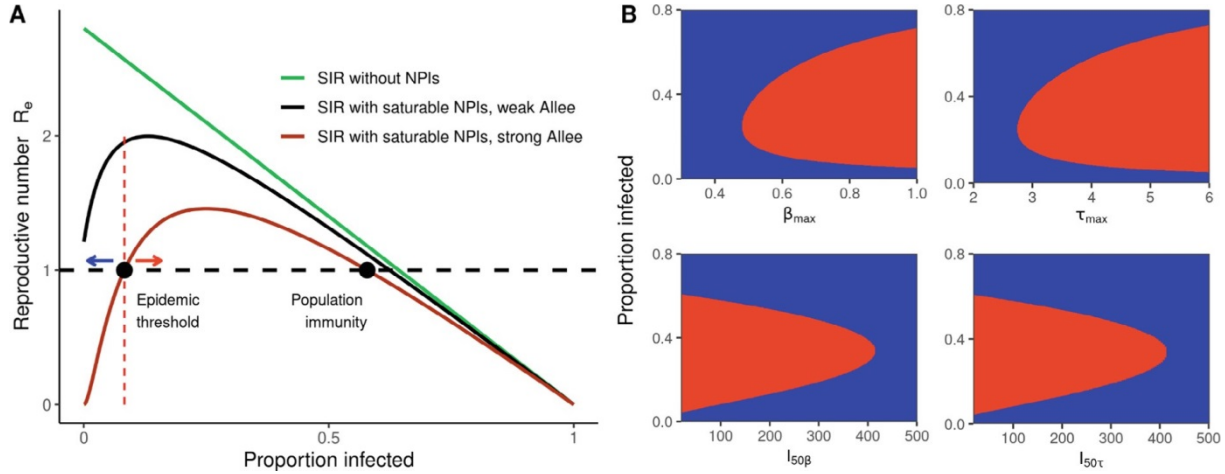 A
Reproductive number Re
2
1
0
SIR without NPIs
SIR with saturable NPIs, weak Allee
SIR with saturable NPIs, strong Allee
Epidemic
threshold
Population
immunity
0
0.5
1
Proportion infected
B
Proportion infected
0.8
0.4
0.0
0.4
0.6
0.8
1.0
βmax
0.8
0.4
0.0
2
3
4
5
6
τmax
0.8
0.4
0.0
100
200
300
400
500
I50β
0.8
0.4
0.0
100
200
300
400
500
I50τ